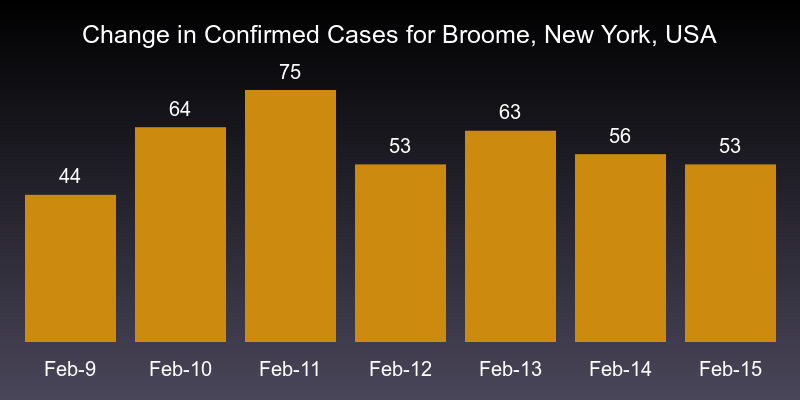 Change in Confirmed Cases for Broome, New York, USA
44 64 75 53 63 56 53
Feb-9 Feb-10 Feb-11 Feb-12 Feb-13 Feb-14 Feb-15